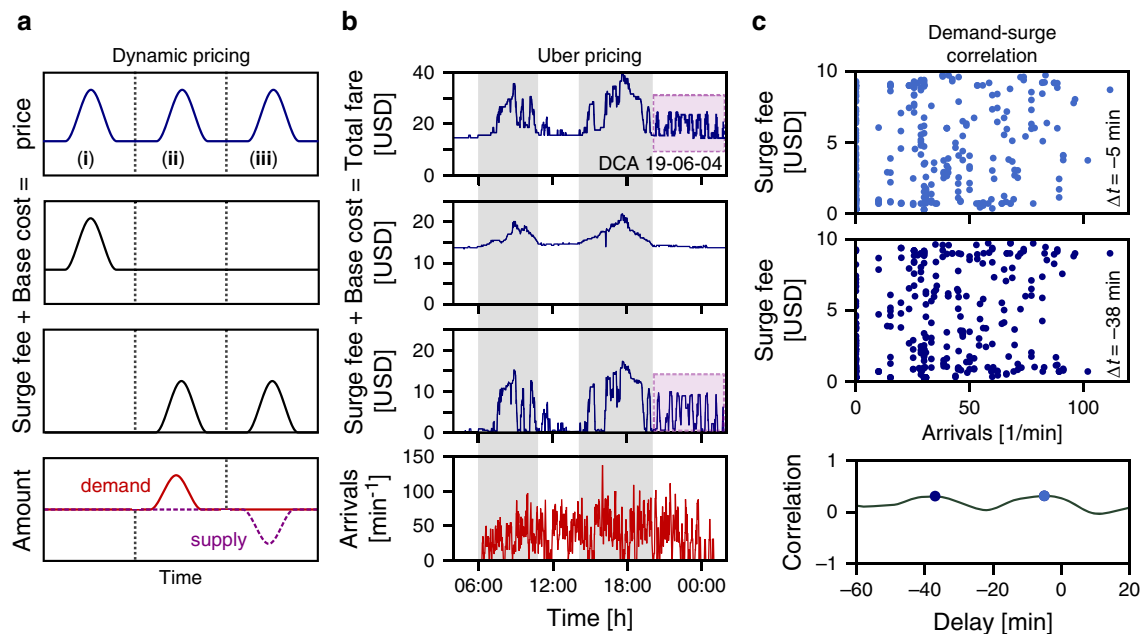 a
Dynamic pricing
Surge fee + Base cost = price
(i)
(ii)
(iii)
Amount
demand
supply
Time
b
Uber pricing
Surge fee + Base cost = Total fare
[USD]
[USD]
[USD]
40
30
20
10
0
DCA 19-06-04
20
10
0
20
10
0
Arrivals
[min⁻¹]
150
100
50
0
06:00
12:00
18:00
00:00
Time [h]
c
Demand-surge
correlation
Surge fee
[USD]
10
5
0
Δt = –5 min
Surge fee
[USD]
10
5
0
Δt = –38 min
0
50
100
Arrivals [1/min]
Correlation
1
0
–1
–60
–40
–20
0
20
Delay [min]